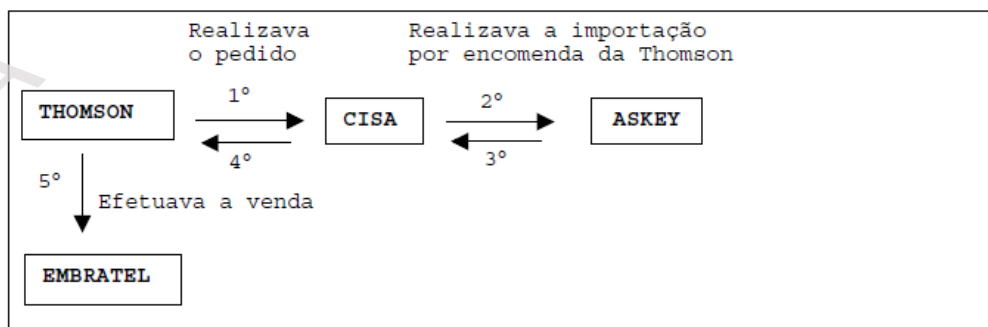 Realizava
o pedido
Realizava a importação
por encomenda da Thomson
THOMSON
1º
CISA
2º
ASKEY
4º
3º
5º
Efetuava a venda
EMBRATEL